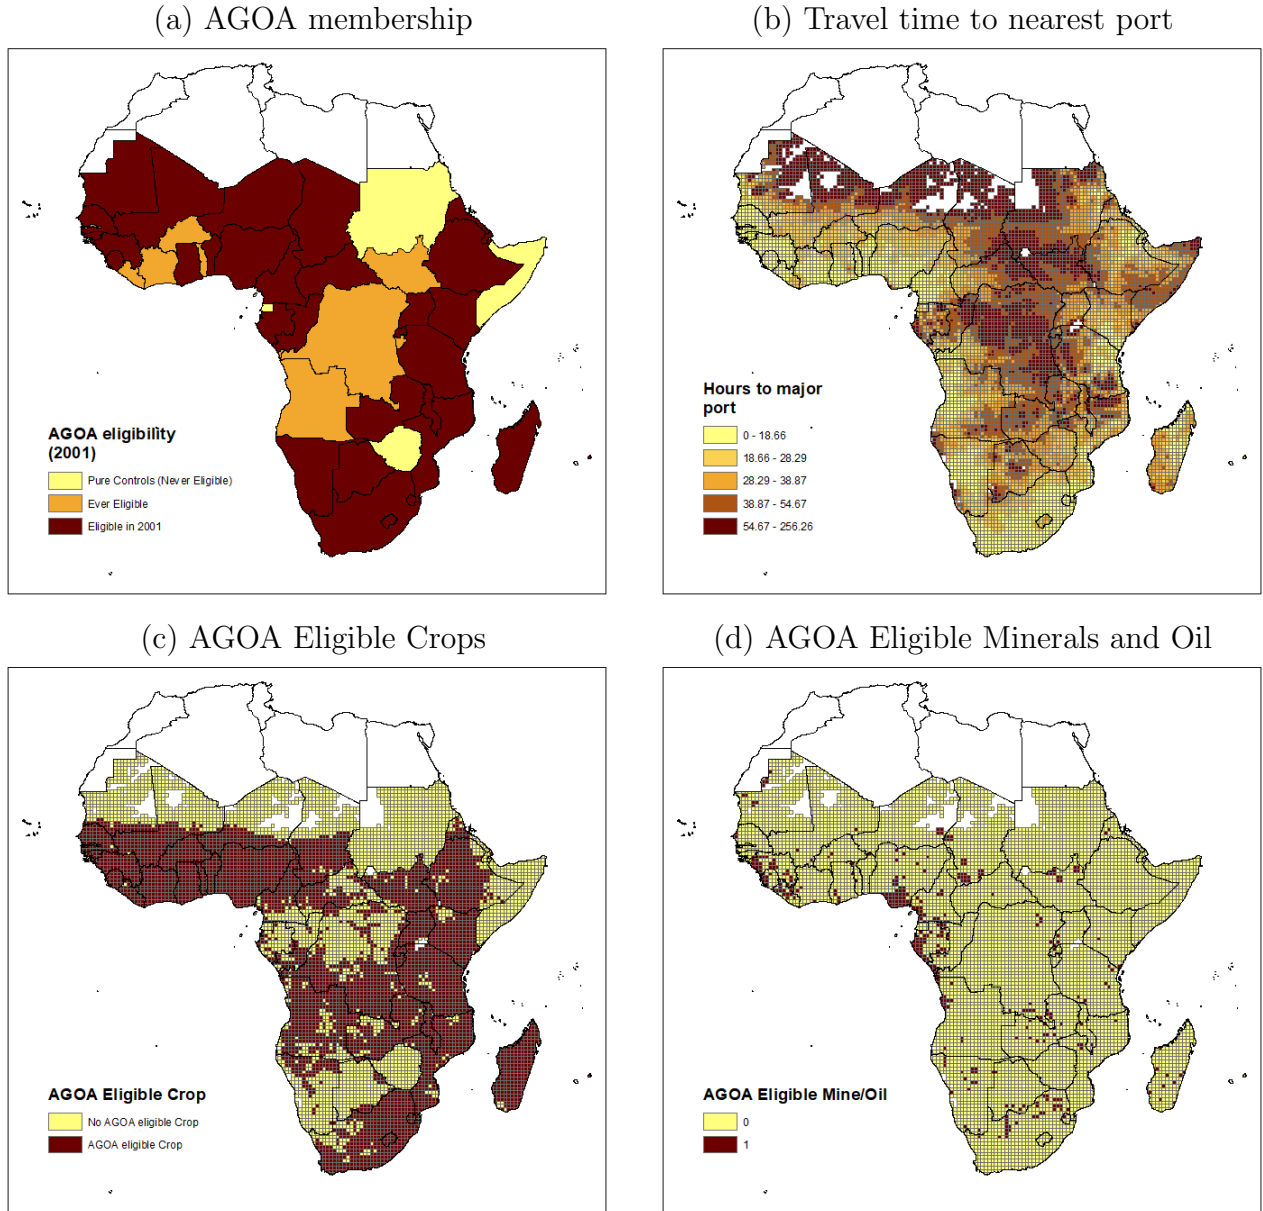 (a) AGOA membership
(b) Travel time to nearest port
AGOA eligibility
(2001)
Pure Controls (Never Eligible)
Ever Eligible
Eligible in 2001
Hours to major
port
0 - 18.66
18.66 - 28.29
28.29 - 38.87
38.87 - 54.67
54.67 - 256.26
(c) AGOA Eligible Crops
(d) AGOA Eligible Minerals and Oil
AGOA Eligible Crop
No AGOA eligible Crop
AGOA eligible Crop
AGOA Eligible Mine/Oil
0
1